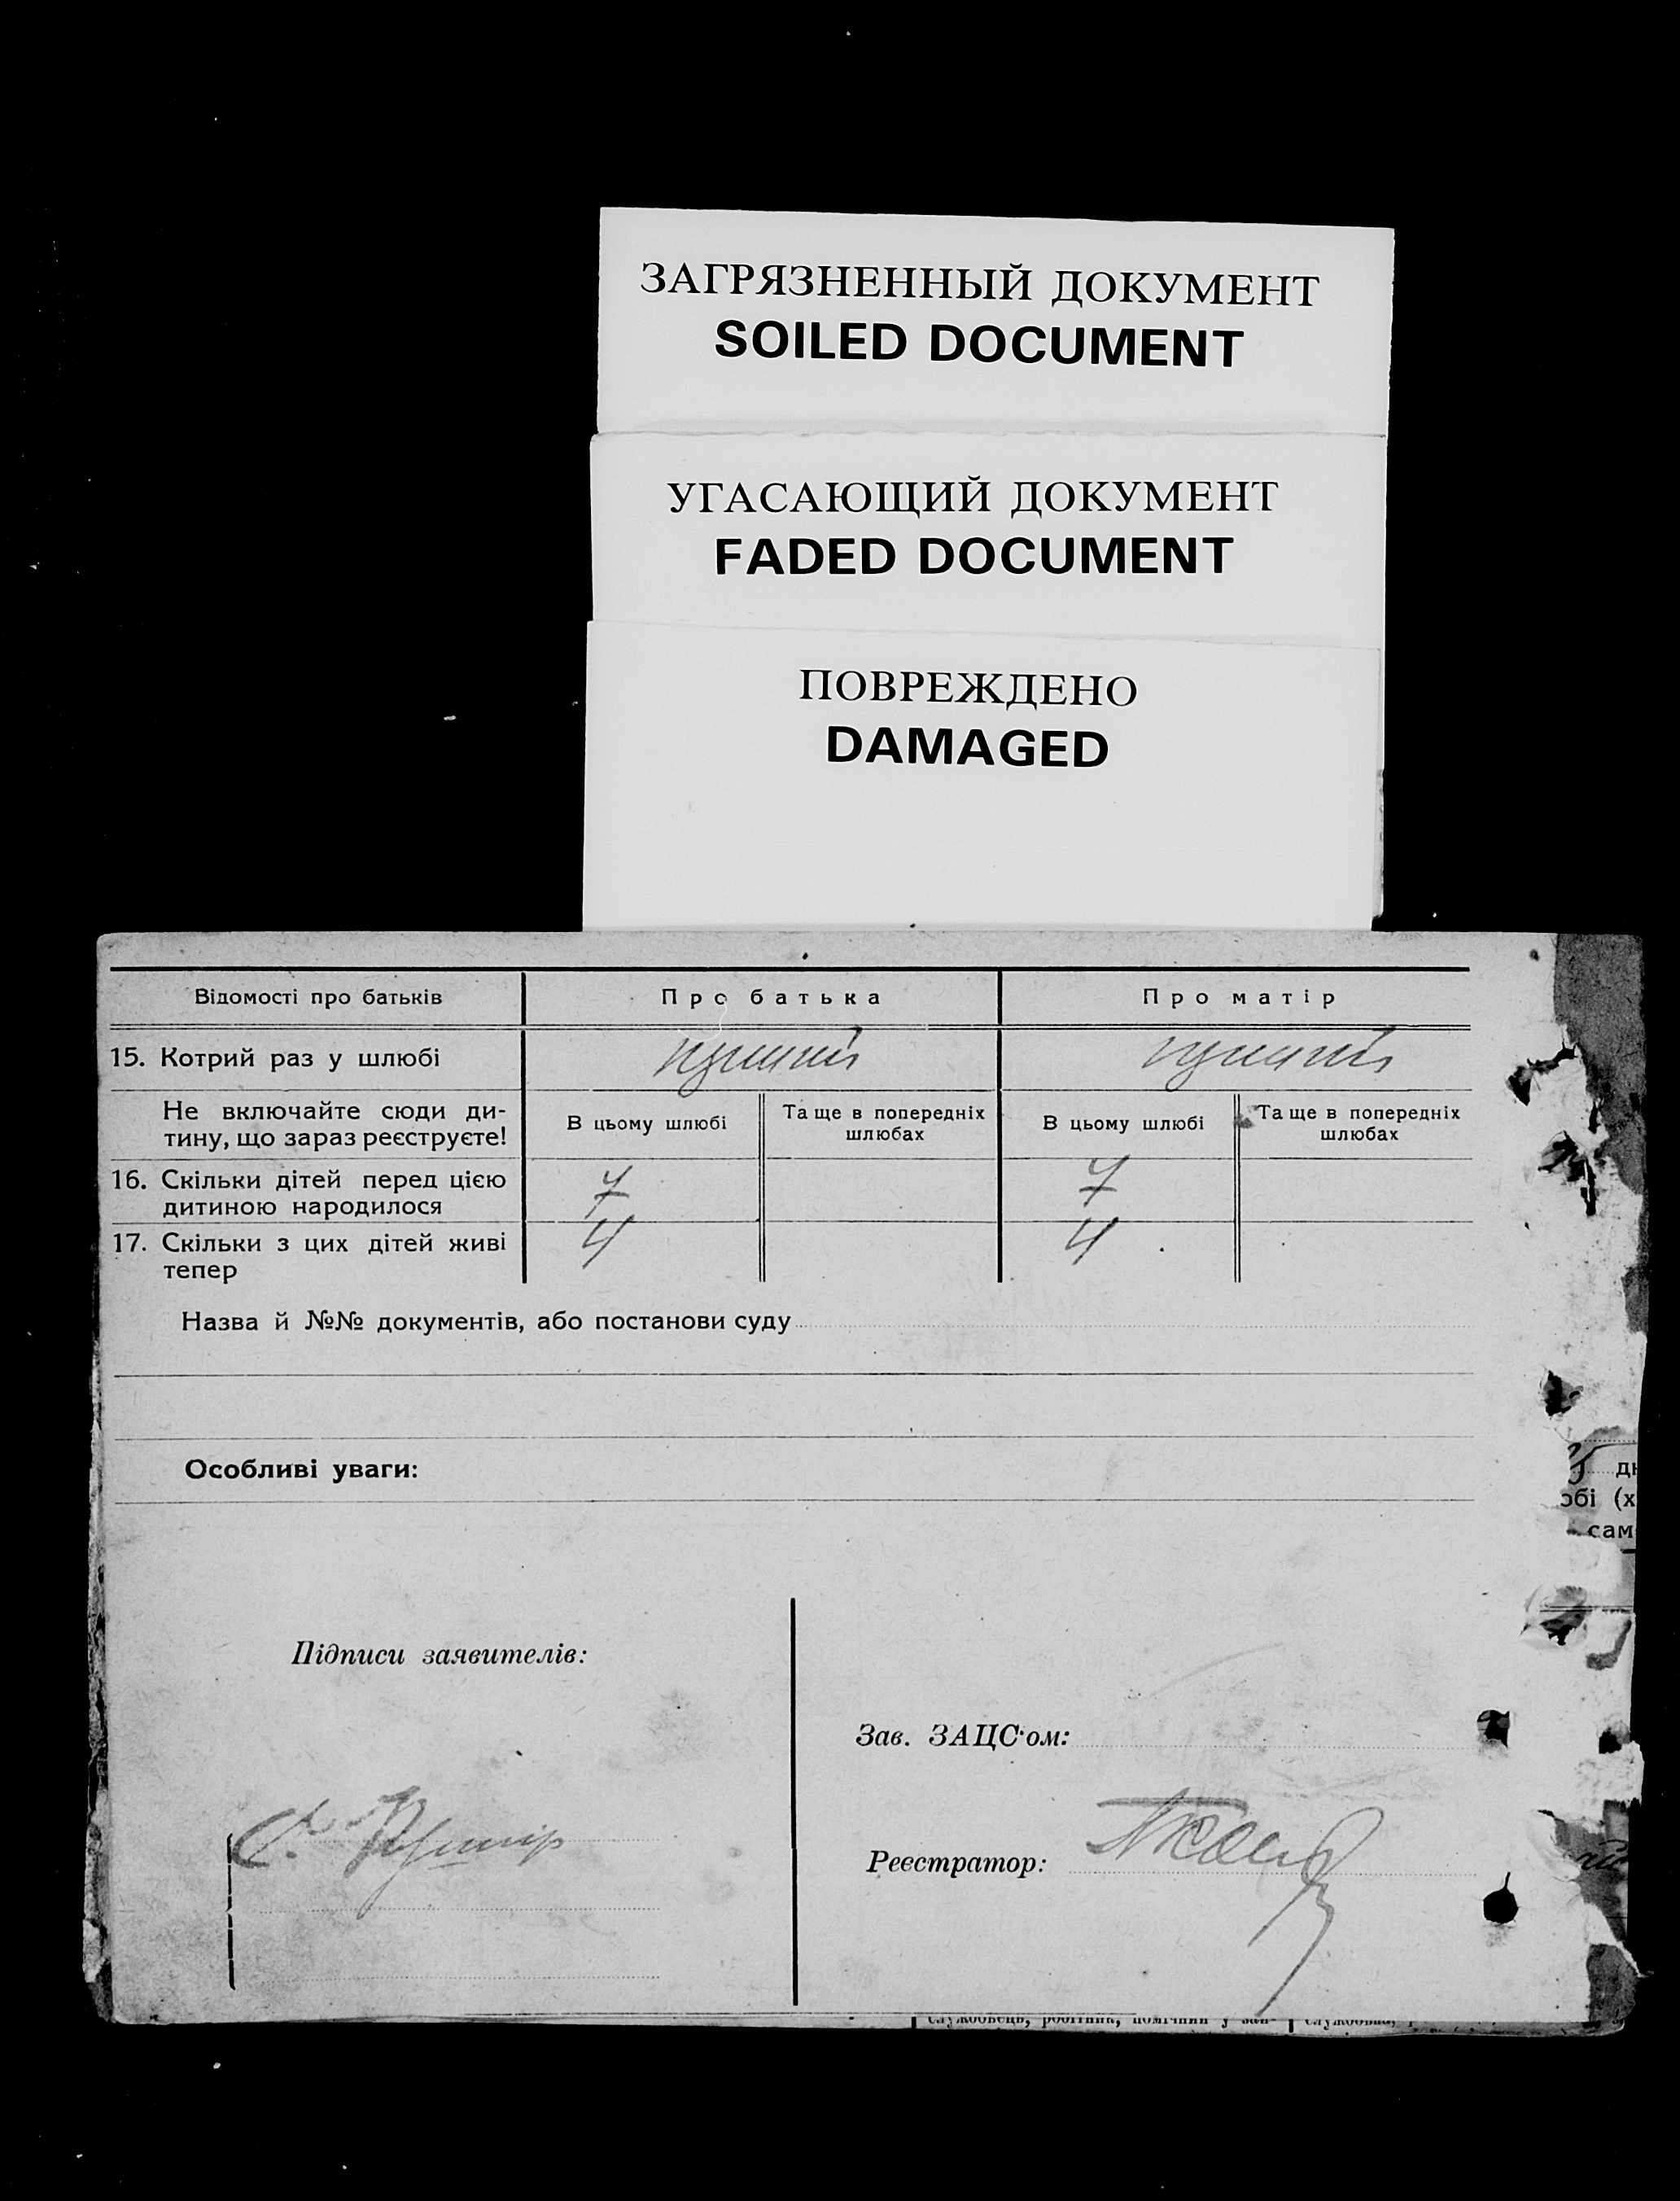 ЗАГРЯЗНЕННЫЙ ДОКУМЕНТ
SOILED DOCUMENT
УГАСАЮЩИЙ ДОКУМЕНТ
FADED DOCUMENT
ПОВРЕЖДЕНО
DAMAGED
Відомості про батьків
Про батька
Про матір
15. Котрий раз у шлюбі
Не включайте сюди ди-
тину, що зараз реєструєте!
В цьому шлюбі
Та ще в попередніх
шлюбах
В цьому шлюбі
Та ще в попередніх
шлюбах
16. Скільки дітей перед цією
дитиною народилося
7
7
17. Скільки з цих дітей живі
тепер
4
4
Назва й №№ документів, або постанови суду
Особливі уваги:
Підписи заявителів:
Зав. ЗАЦС'ом:
Реєстратор: